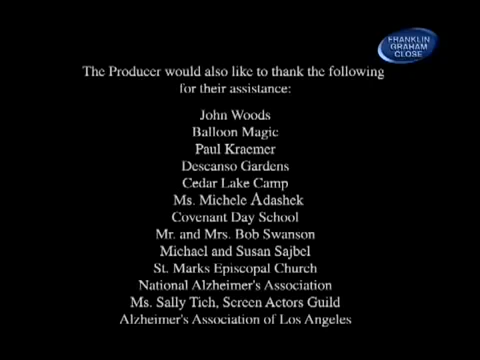 FRANKLIN
GRAHAM
CLOSE
The Producer would also like to thank the following
for their assistance:
John Woods
Balloon Magic
Paul Kraemer
Descanso Gardens
Cedar Lake Camp
Ms. Michele Adashek
Covenant Day School
Mr. and Mrs. Bob Swanson
Michael and Susan Sajbel
St. Marks Episcopal Church
National Alzheimer's Association
Ms. Sally Tich, Screen Actors Guild
Alzheimer's Association of Los Angeles